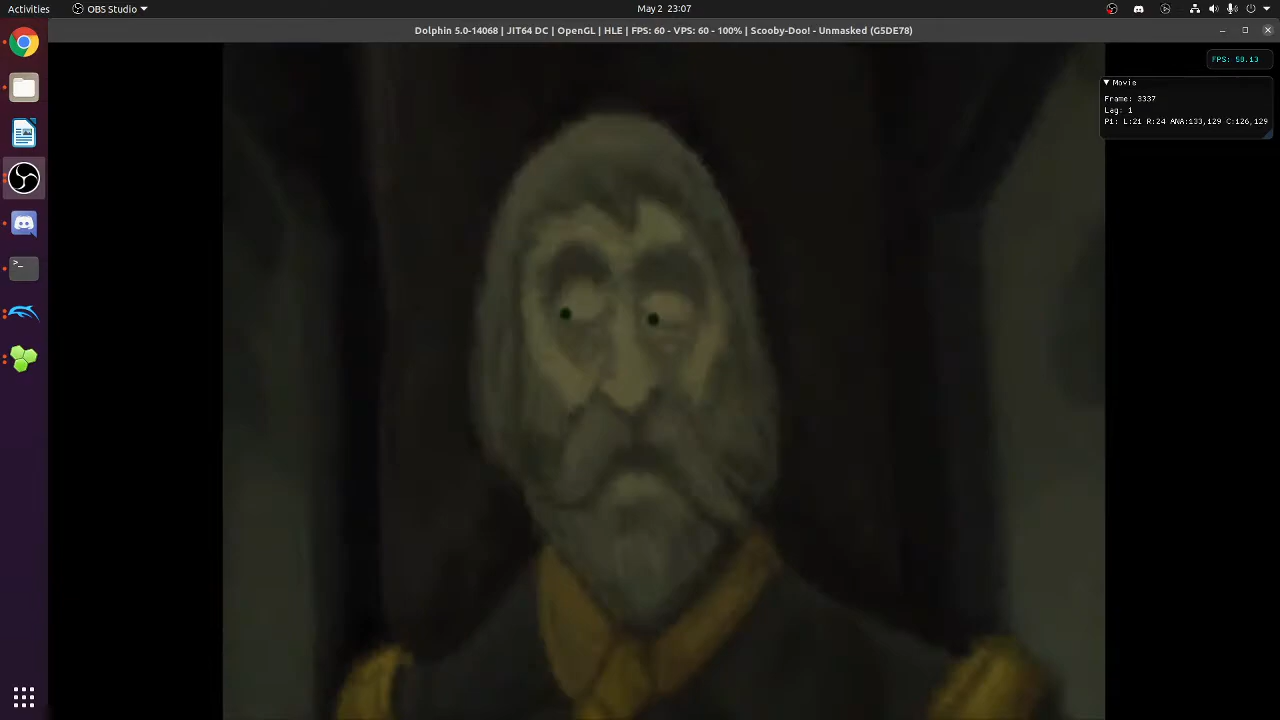 Activities
OBS Studio
May 2 23:07
Dolphin 5.0-14068 | JIT64 DC | OpenGL | HLE | FPS: 60 - VPS: 60 - 100% | Scooby-Doo! - Unmasked (G5DE78)
FPS: 58.13
Movie
Frame: 3337
Lag: 1
P1: L:21 R:24 ANA:133,129 C:126,129